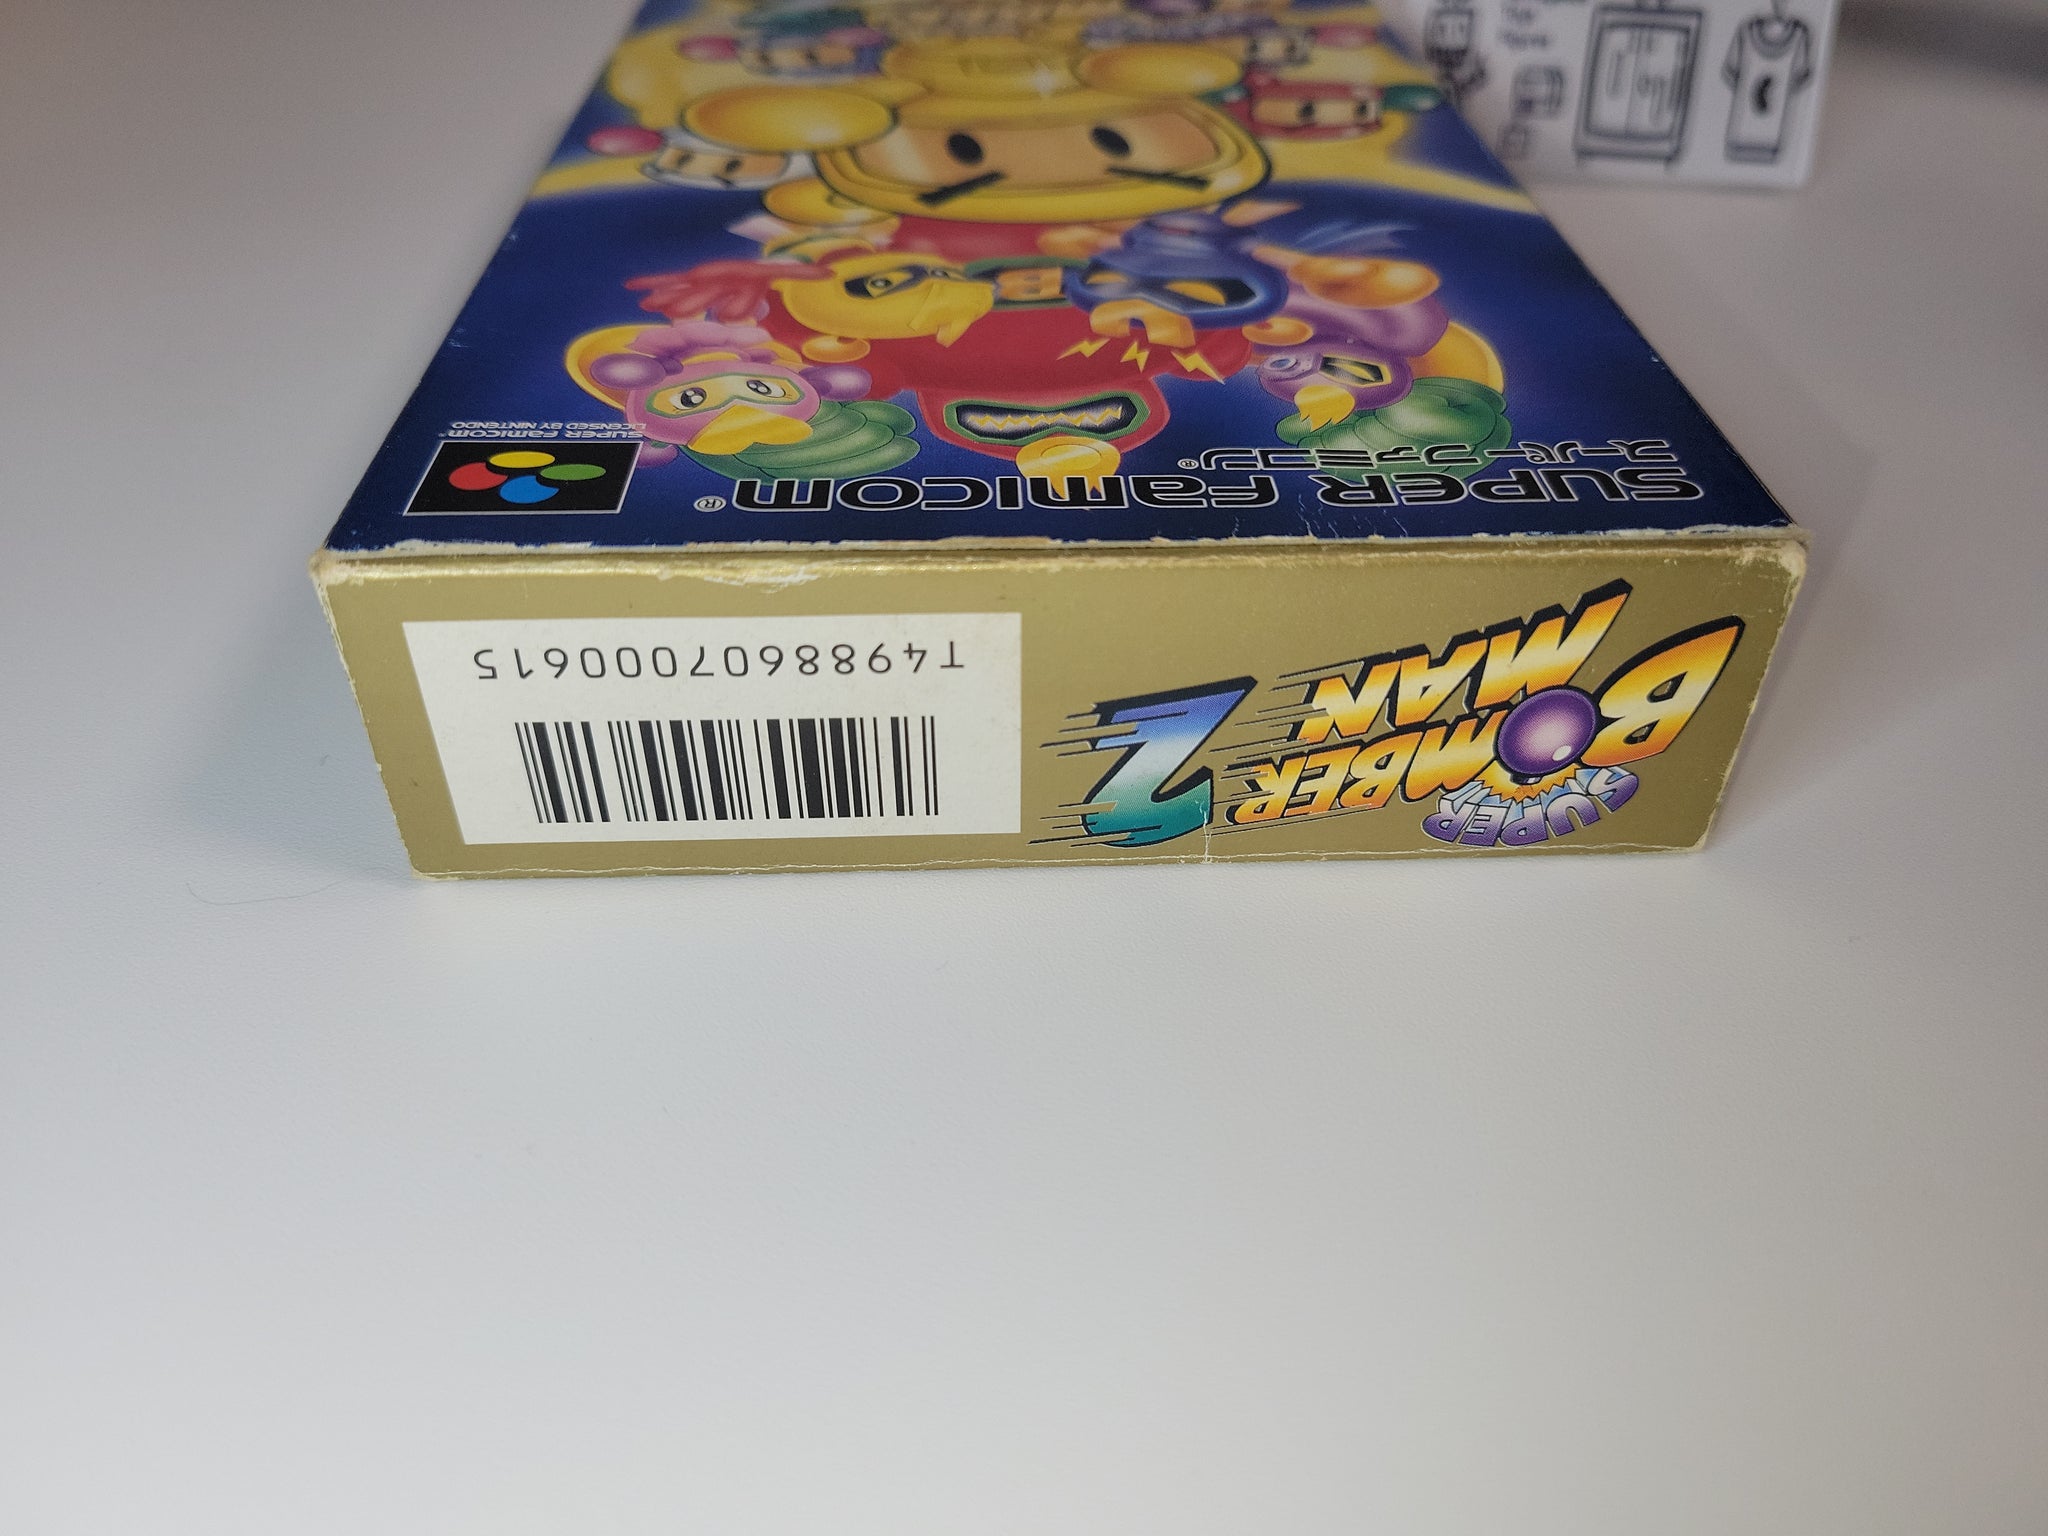 SUPER
BOMBER
MAN
2
T4988607000615
SUPER FAMICOM®
スーパーファミコン®
SUPER FAMICOM®
LICENSED BY NINTENDO
B